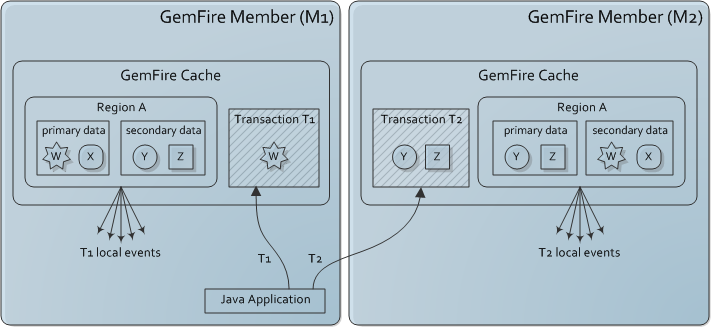 GemFire Member (M1)
GemFire Cache
Region A
primary data
W
X
secondary data
Y
Z
Transaction T1
W
T1 local events
T1
T2
Java Application
GemFire Member (M2)
GemFire Cache
Transaction T2
Y
Z
Region A
primary data
Y
Z
secondary data
W
X
T2 local events